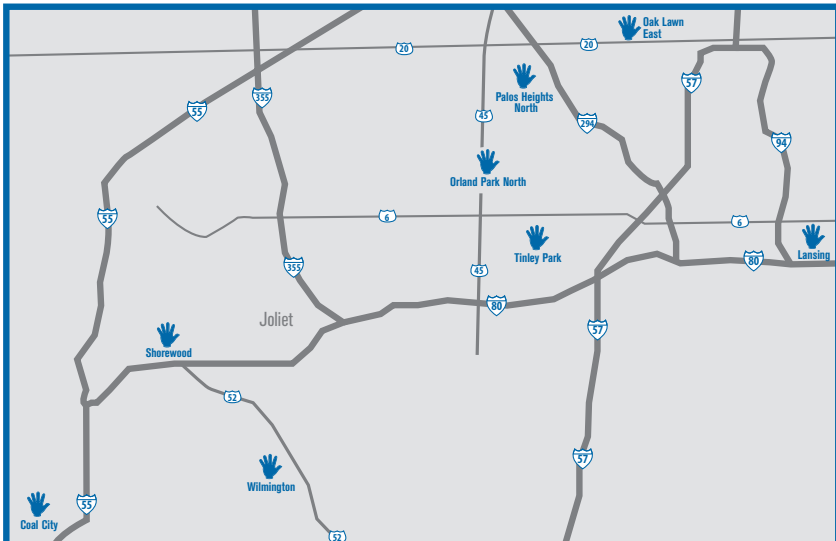 Oak Lawn
East
20
20
57
Palos Heights
North
355
55
45
294
94
Orland Park North
55
6
6
Tinley Park
Lansing
355
45
80
80
Joliet
57
Shorewood
52
57
Wilmington
55
Coal City
52